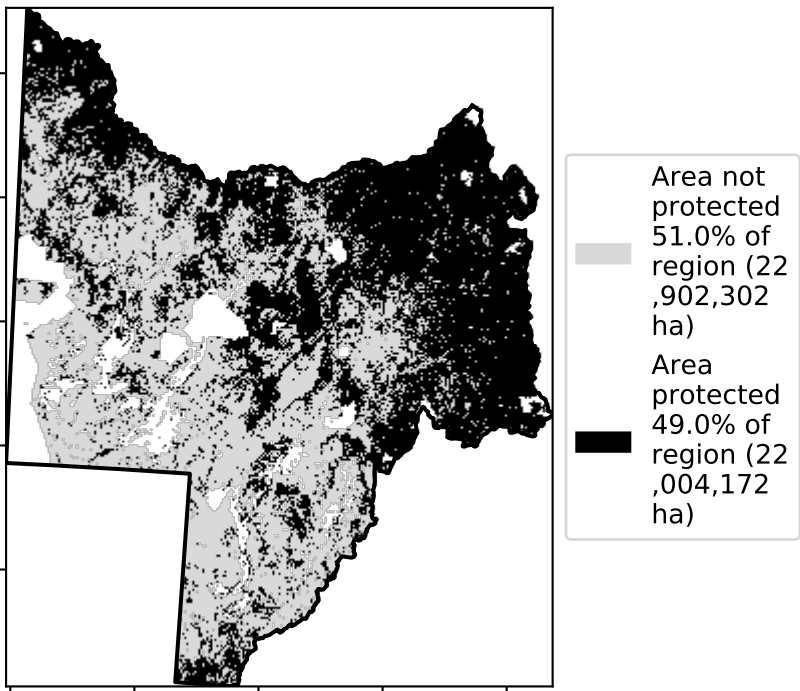 Area not
protected
51.0% of
region (22
,902,302
ha)
Area
protected
49.0% of
region (22
,004,172
ha)